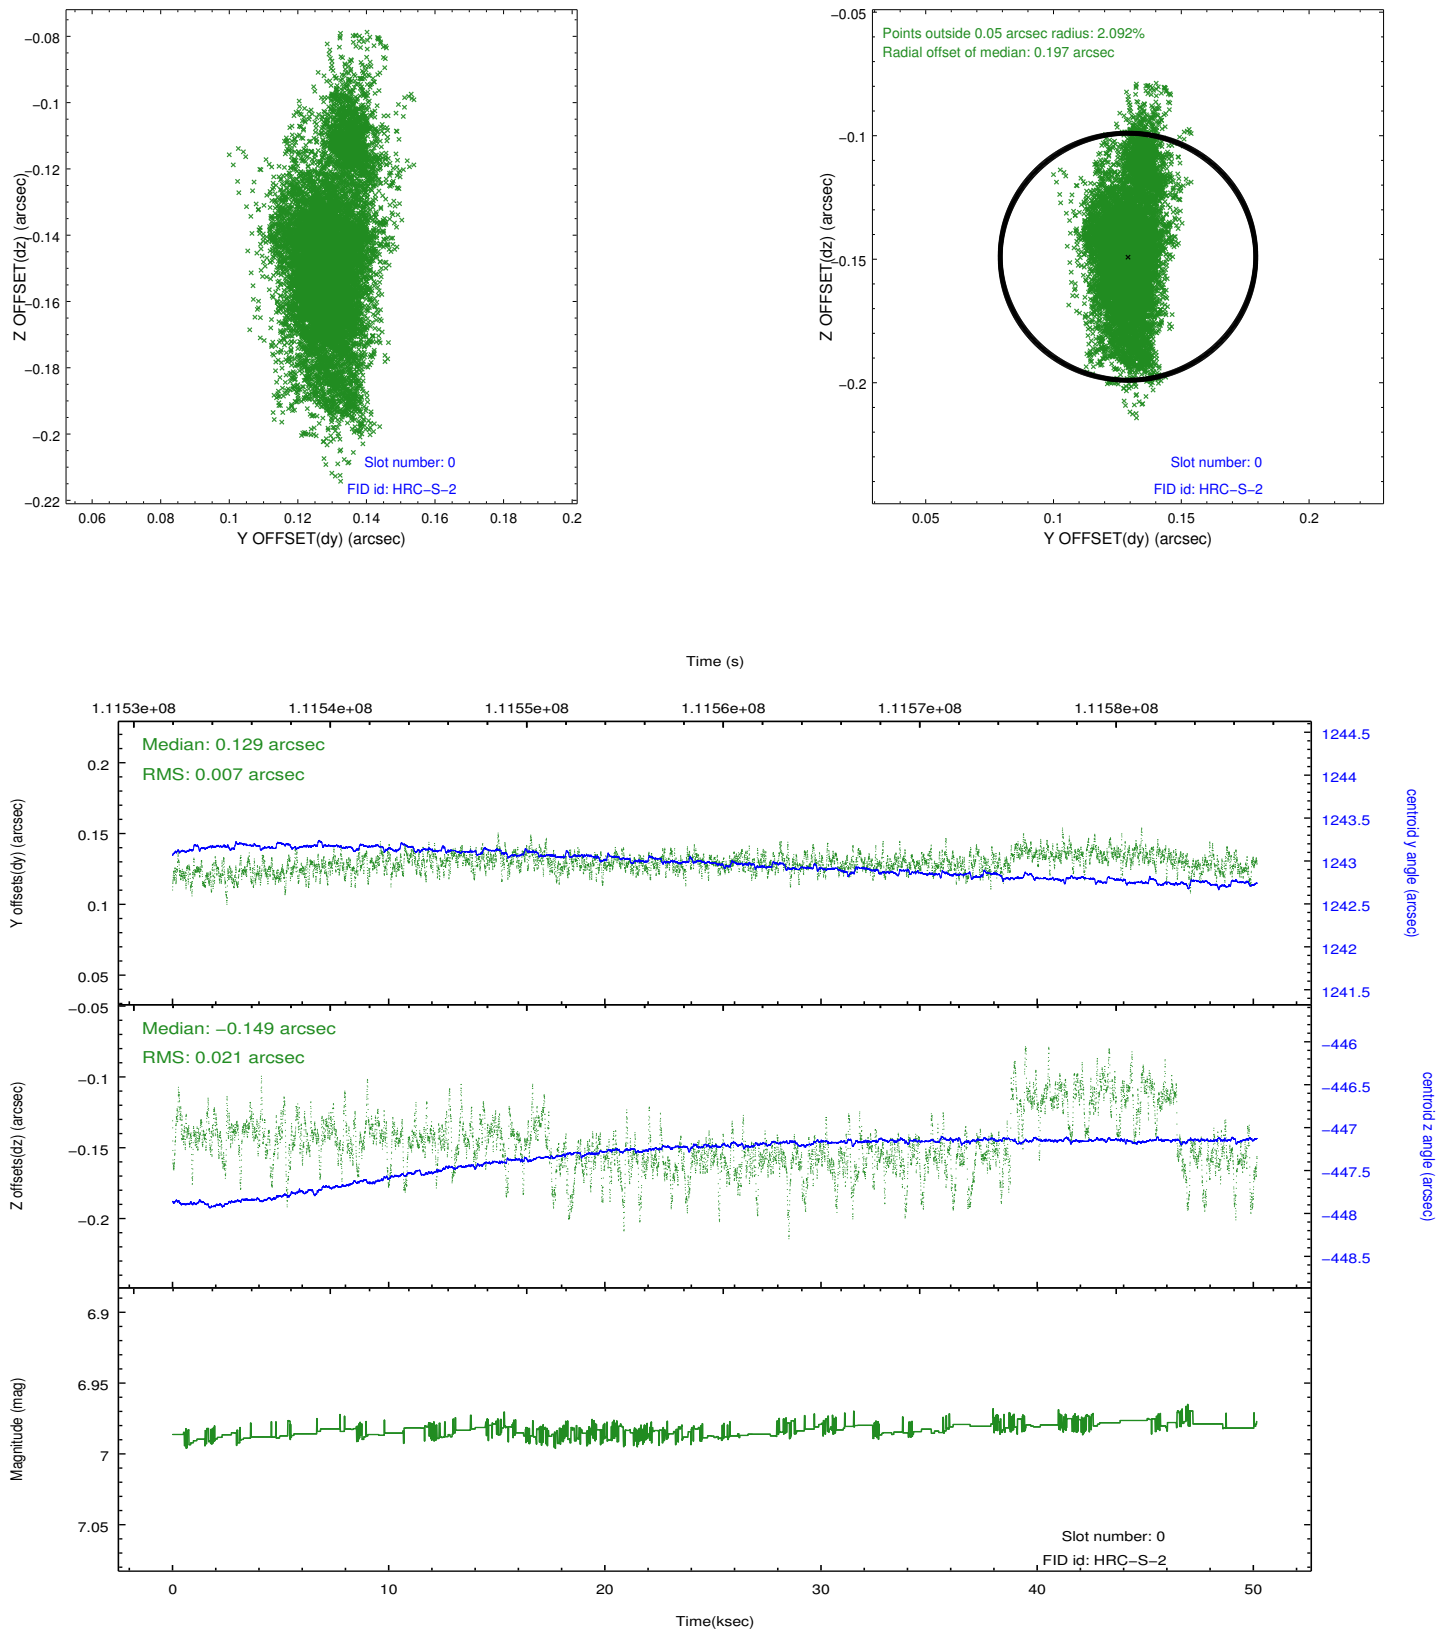 −0.08
−0.1
−0.12
−0.14
−0.16
−0.18
−0.2
−0.22
Z OFFSET(dz) (arcsec)
0.06 0.08 0.1 0.12 0.14 0.16 0.18 0.2
Y OFFSET(dy) (arcsec)
Slot number: 0
FID id: HRC−S−2
Points outside 0.05 arcsec radius: 2.092%
Radial offset of median: 0.197 arcsec
−0.05
−0.1
−0.15
−0.2
Z OFFSET(dz) (arcsec)
0.05 0.1 0.15 0.2
Y OFFSET(dy) (arcsec)
Slot number: 0
FID id: HRC−S−2
Time (s)
1.1153e+08 1.1154e+08 1.1155e+08 1.1156e+08 1.1157e+08 1.1158e+08
Median: 0.129 arcsec
RMS: 0.007 arcsec
0.2
0.15
0.1
0.05
Y offsets(dy) (arcsec)
1244.5
1244
1243.5
1243
1242.5
1242
1241.5
centroid y angle (arcsec)
Median: −0.149 arcsec
RMS: 0.021 arcsec
−0.05
−0.1
−0.15
−0.2
Z offsets(dz) (arcsec)
−446
−446.5
−447
−447.5
−448
−448.5
centroid z angle (arcsec)
6.9
6.95
7
7.05
Magnitude (mag)
Slot number: 0
FID id: HRC−S−2
0 10 20 30 40 50
Time(ksec)